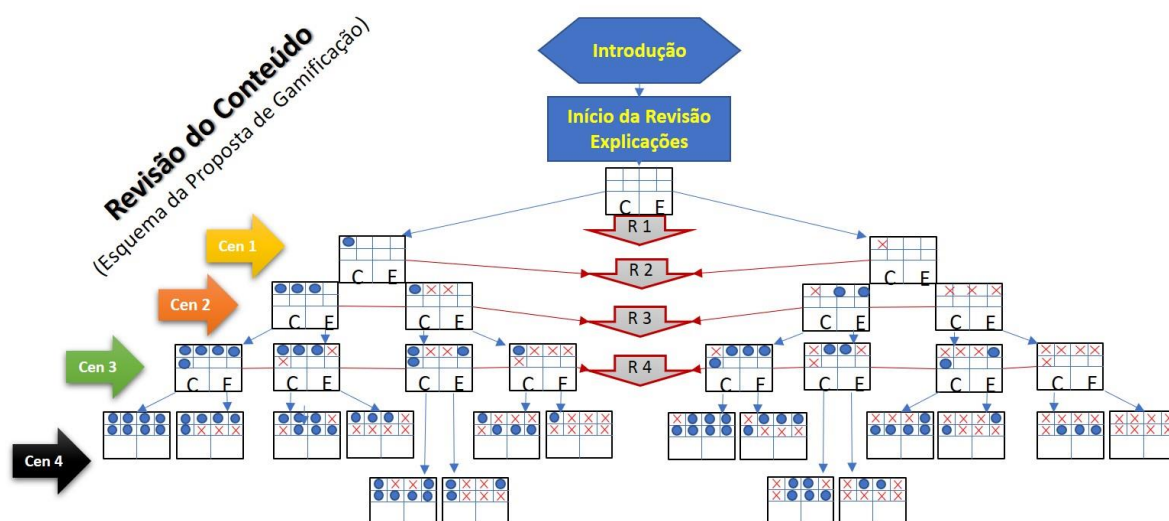 Revisão do Conteúdo
(Esquema da Proposta de Gamificação)
Introdução
Início da Revisão
Explicações
C E
R 1
Cen 1
C E
R 2
C E
Cen 2
C E
C E
R 3
C E
C E
Cen 3
C E
C E
C E
C E
R 4
C E
C E
C E
C E
Cen 4